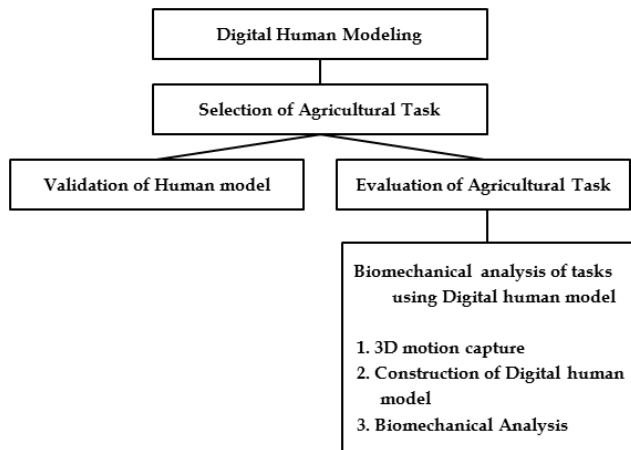 Digital Human Modeling
Selection of Agricultural Task
Validation of Human model
Evaluation of Agricultural Task
Biomechanical analysis of tasks
using Digital human model
1. 3D motion capture
2. Construction of Digital human
model
3. Biomechanical Analysis